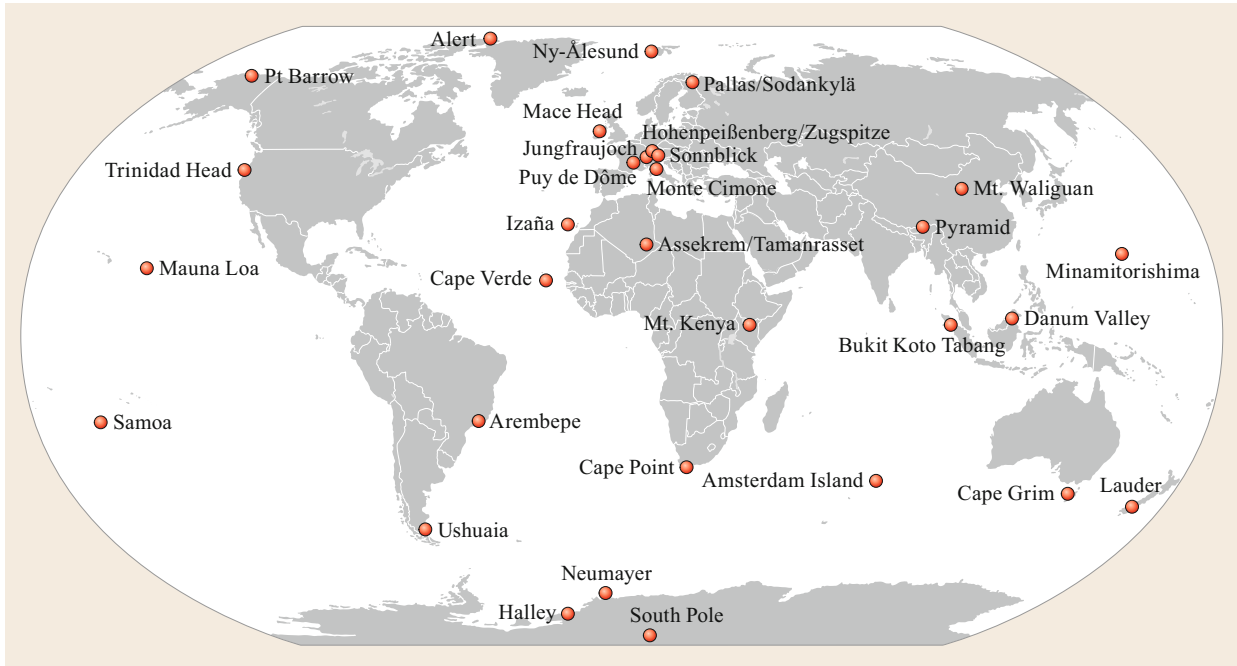 Alert
Ny-Ålesund
Pt Barrow
Pallas/Sodankylä
Mace Head
Hohenpeißenberg/Zugspitze
Jungfraujoch
Sonnblick
Trinidad Head
Puy de Dôme
Monte Cimone
Mt. Waliguan
Izaña
Pyramid
Assekrem/Tamanrasset
Mauna Loa
Minamitorishima
Cape Verde
Mt. Kenya
Danum Valley
Bukit Koto Tabang
Samoa
Arembepe
Cape Point
Amsterdam Island
Cape Grim
Lauder
Ushuaia
Neumayer
Halley
South Pole